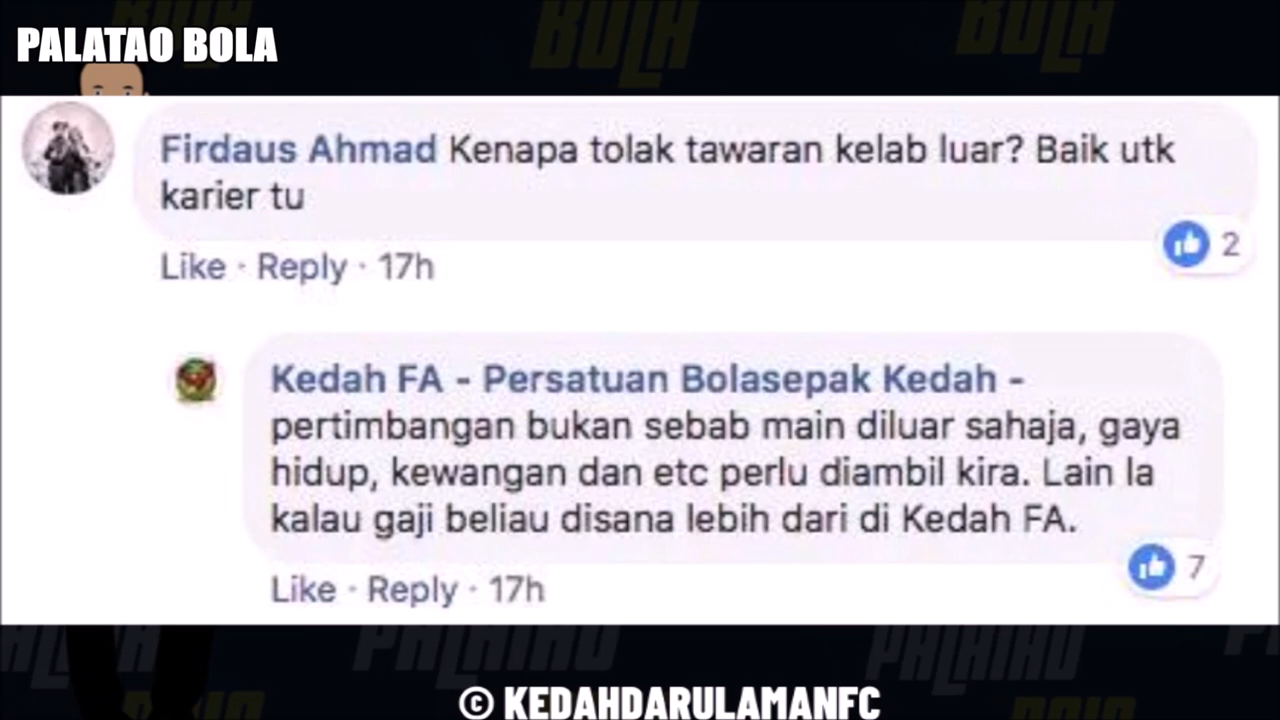 PALATAO BOLA
Firdaus Ahmad Kenapa tolak tawaran kelab luar? Baik utk
karier tu
2
Like · Reply · 17h
Kedah FA - Persatuan Bolasepak Kedah -
pertimbangan bukan sebab main diluar sahaja, gaya
hidup, kewangan dan etc perlu diambil kira. Lain la
kalau gaji beliau disana lebih dari di Kedah FA.
7
Like · Reply · 17h
© KEDAHDARULAMANFC